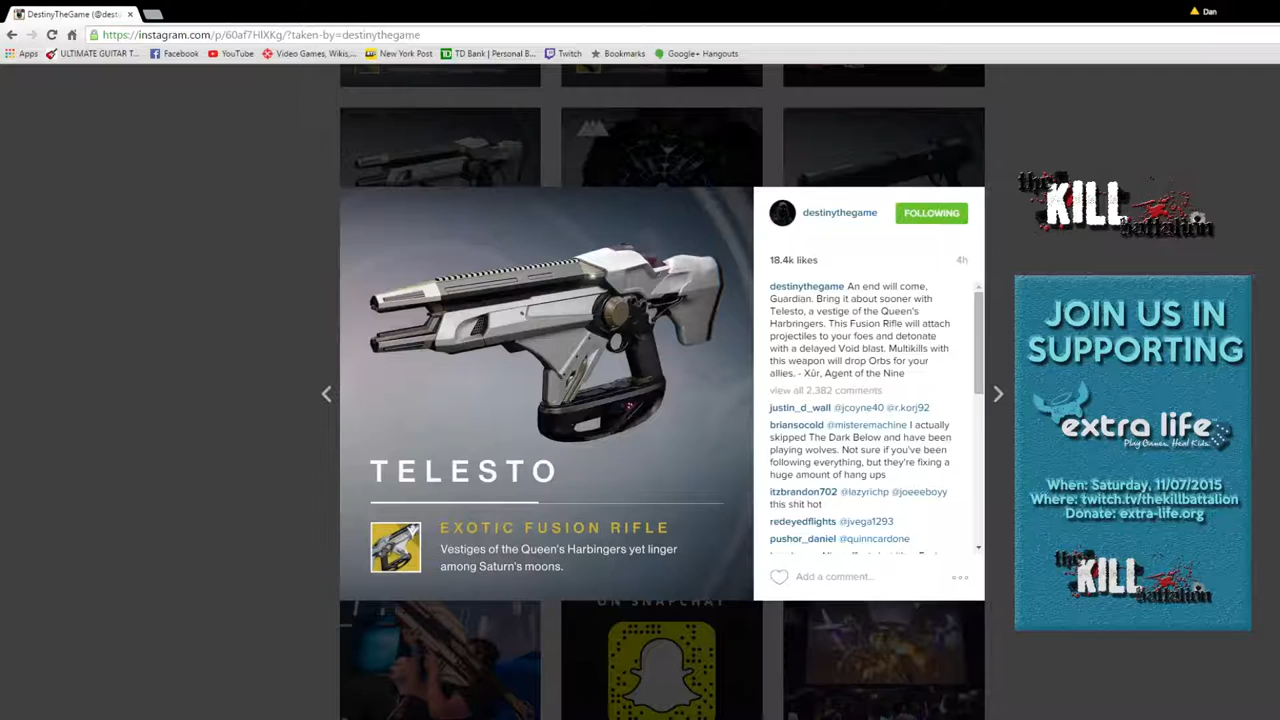 DestinyTheGame (@desti
Dan
https://instagram.com/p/60af7HlXKg/?taken-by=destinythegame
Apps
ULTIMATE GUITAR T...
Facebook
YouTube
Video Games, Wikis,...
New York Post
TD Bank | Personal B...
Twitch
Bookmarks
Google+ Hangouts
destinythegame
FOLLOWING
18.4k likes
4h
destinythegame An end will come,
Guardian. Bring it about sooner with
Telesto, a vestige of the Queen's
Harbringers. This Fusion Rifle will attach
projectiles to your foes and detonate
with a delayed Void blast. Multikills with
this weapon will drop Orbs for your
allies. - Xûr, Agent of the Nine
view all 2,382 comments
justin_d_wall @jcoyne40 @r.korj92
briansocold @misteremachine I actually
skipped The Dark Below and have been
playing wolves. Not sure if you've been
following everything, but they're fixing a
huge amount of hang ups
itzbrandon702 @lazyrichp @joeeeboyy
this shit hot
redeyedflights @jvega1293
pushor_daniel @quinncardone
Add a comment...
TELESTO
EXOTIC FUSION RIFLE
Vestiges of the Queen's Harbingers yet linger
among Saturn's moons.
ON SNAPCHAT
the KILL
battalion
JOIN US IN
SUPPORTING
extra life
Play Games. Heal Kids.
When: Saturday, 11/07/2015
Where: twitch.tv/thekillbattalion
Donate: extra-life.org
the KILL
battalion